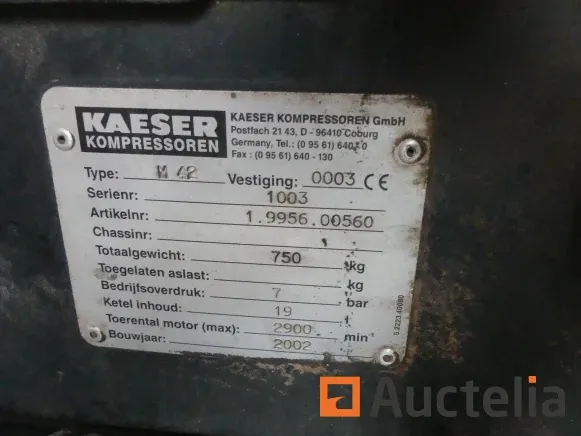 KAESER
KOMPRESSOREN
KAESER KOMPRESSOREN GmbH
Postfach 21 43, D - 96410 Coburg
Germany, Tel.: (0 95 61) 640 - 0
Fax : (0 95 61) 640 - 130
Type: M 42 Vestiging: 0003 CE
Serienr: 1003
Artikelnr: 1.9956.00560
Chassinr:
Totaalgewicht: 750 kg
Toegelaten aslast: kg
Bedrijfsoverdruk: 7 bar
Ketel inhoud: 19 l
Toerental motor (max): 2900 min⁻¹
Bouwjaar: 2002
Auctelia